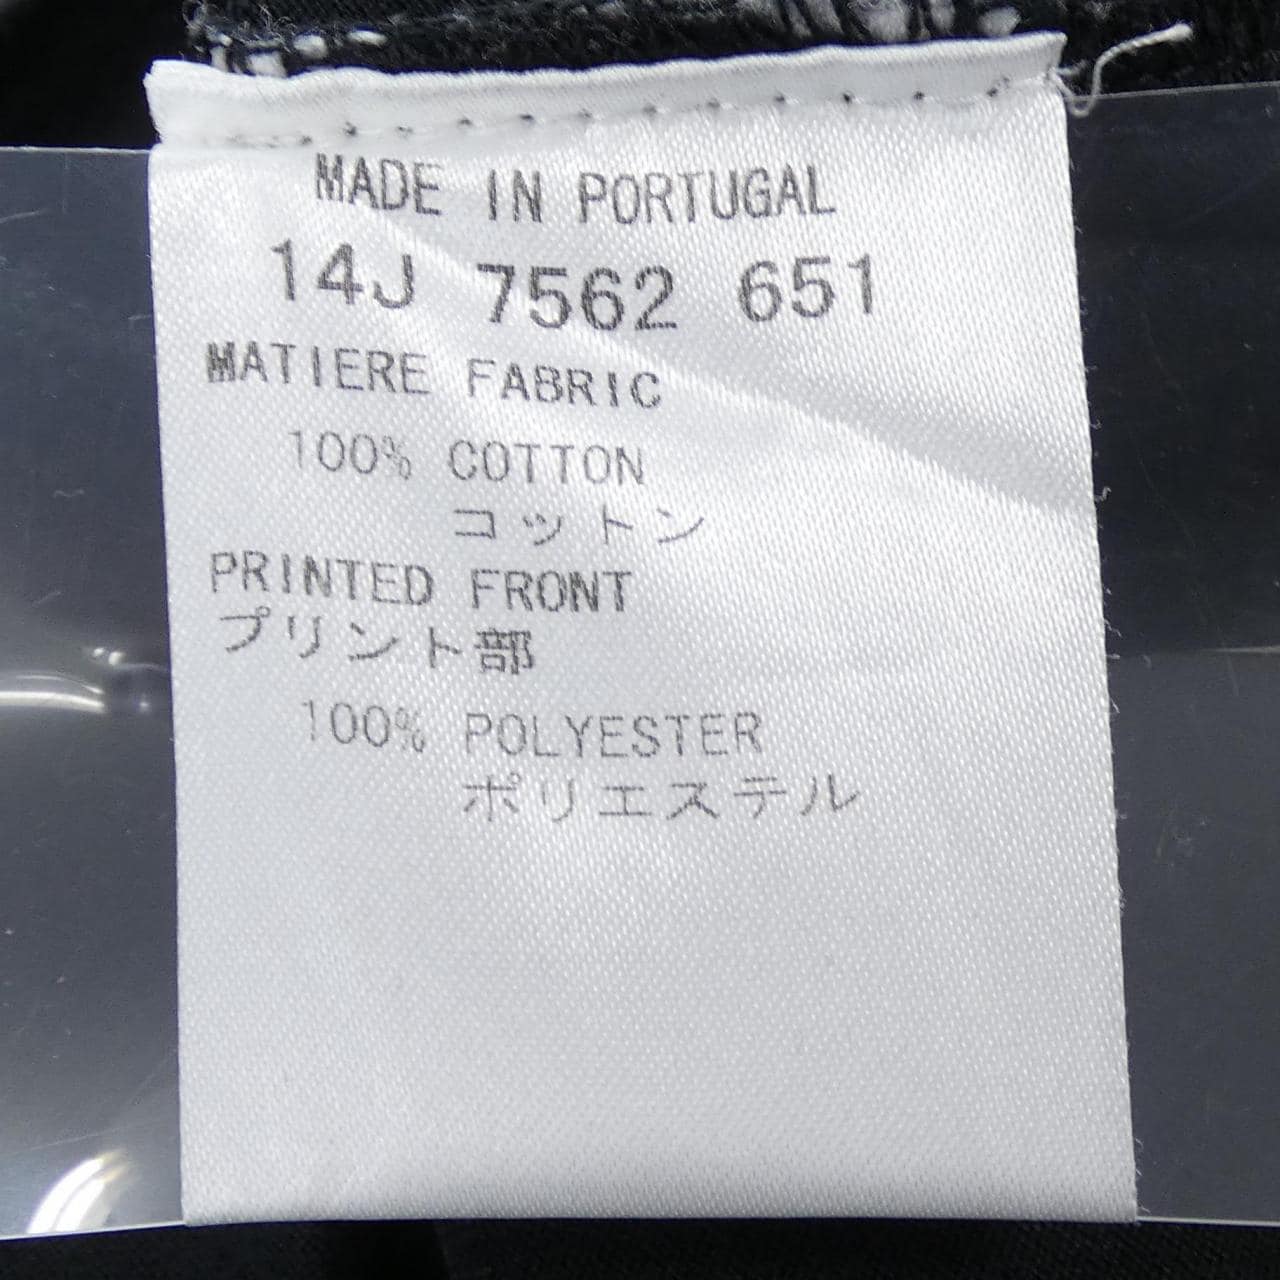 MADE IN PORTUGAL
14J 7562 651
MATIERE FABRIC
100% COTTON
コットン
PRINTED FRONT
プリント部
100% POLYESTER
ポリエステル